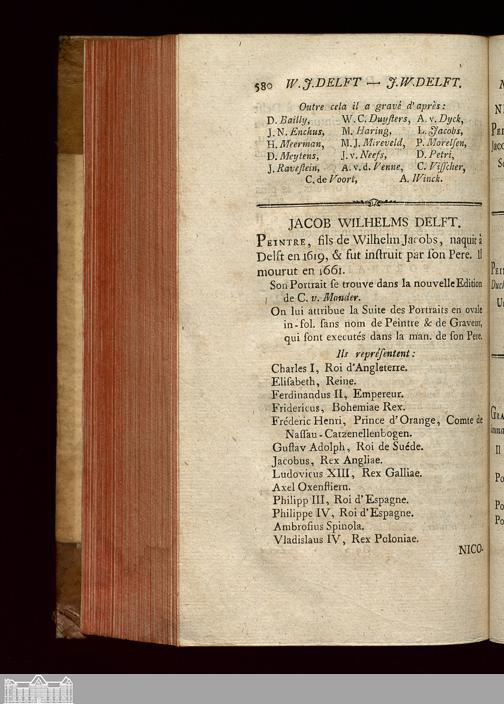 580 W. J. DELFT — J. W. DELFT.
Outre cela il a gravé d'après:
D. Bailly, W. C. Duyſters, A. v. Dyck,
J. N. Enchus, M. Haring, L. Jacobs,
H. Meerman, M. J. Mireveld, P. Morelſen,
D. Meytens, J. v. Neefs, D. Petri,
J. Raveſtein, A. v. d. Venne, C. Viſſcher,
C. de Voort, A. Winck.
JACOB WILHELMS DELFT.
PEINTRE, fils de Wilhelm Jacobs, naquit à
Delft en 1619, & fut inſtruit par ſon Pere. Il
mourut en 1661.
Son Portrait ſe trouve dans la nouvelle Edition
de C. v. Mander.
On lui attribue la Suite des Portraits en ovale
in-fol. ſans nom de Peintre & de Graveur,
qui ſont executés dans la man. de ſon Pere.
Ils repréſentent:
Charles I, Roi d'Angleterre.
Eliſabeth, Reine.
Ferdinandus II, Empereur.
Fridericus, Bohemiae Rex.
Fréderic Henri, Prince d'Orange, Comte de
Naſſau-Catzenellenbogen.
Guſtav Adolph, Roi de Suéde.
Jacobus, Rex Angliae.
Ludovicus XIII, Rex Galliae.
Axel Oxenſtiern.
Philipp III, Roi d'Espagne.
Philippe IV, Roi d'Espagne.
Ambroſius Spinola.
Vladislaus IV, Rex Poloniae.
NICO-